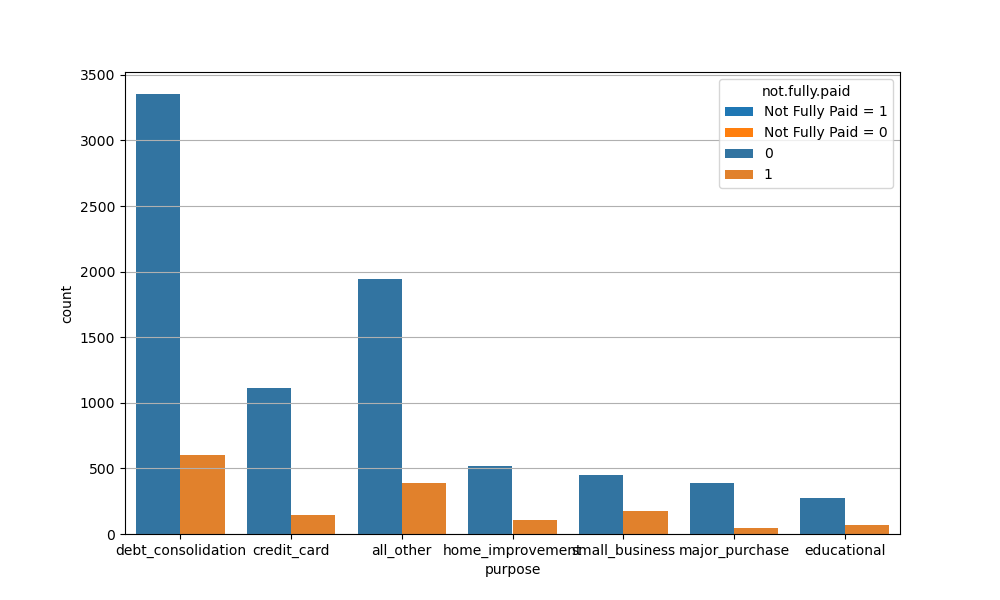 3500
3000
2500
2000
1500
1000
500
0
count
not.fully.paid
Not Fully Paid = 1
Not Fully Paid = 0
0
1
debt_consolidation credit_card all_other home_improvement small_business major_purchase educational
purpose